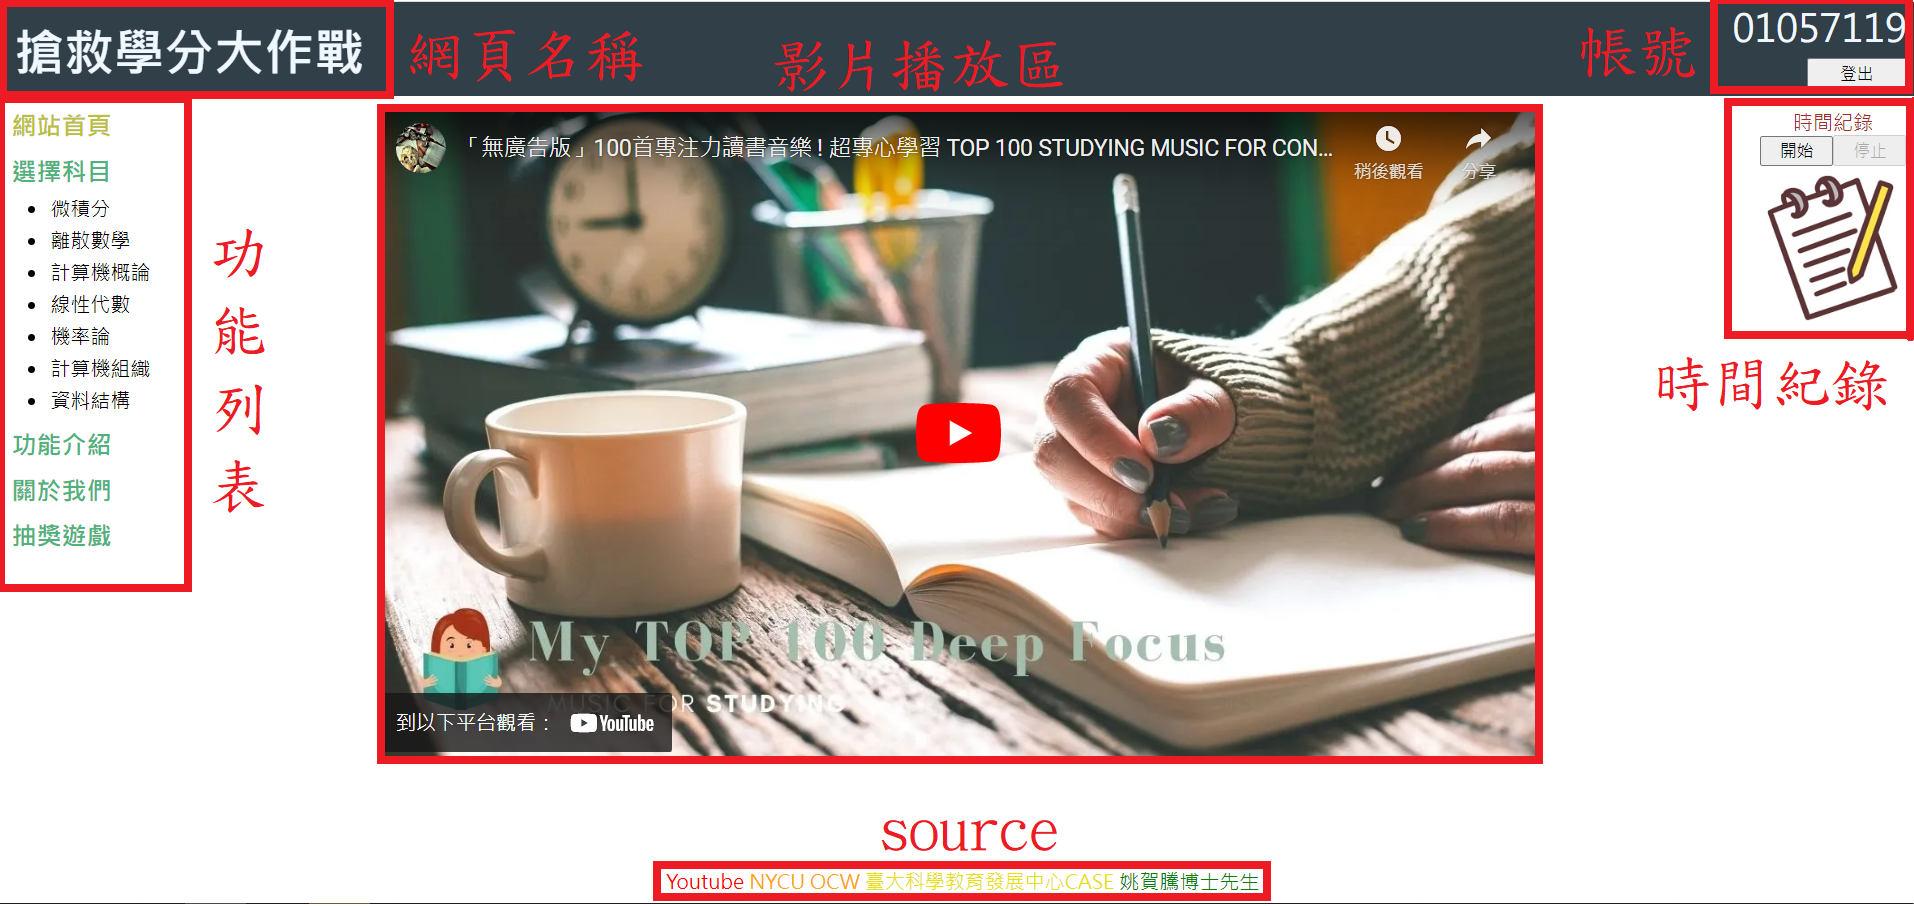 搶救學分大作戰
網頁名稱
影片播放區
帳號
01057119
登出
網站首頁
選擇科目
微積分
離散數學
計算機概論
線性代數
機率論
計算機組織
資料結構
功能介紹
關於我們
抽獎遊戲
功能列表
「無廣告版」100首專注力讀書音樂 ! 超專心學習 TOP 100 STUDYING MUSIC FOR CON...
稍後觀看
分享
My TOP 100 Deep Focus
MUSIC FOR STUDYING
到以下平台觀看：
YouTube
時間紀錄
開始
停止
時間紀錄
source
Youtube NYCU OCW 臺大科學教育發展中心CASE 姚賀騰博士先生